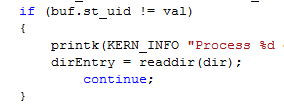 if (buf.st_uid != val)
{
printk(KERN_INFO "Process %d
dirEntry = readdir(dir);
continue;
}